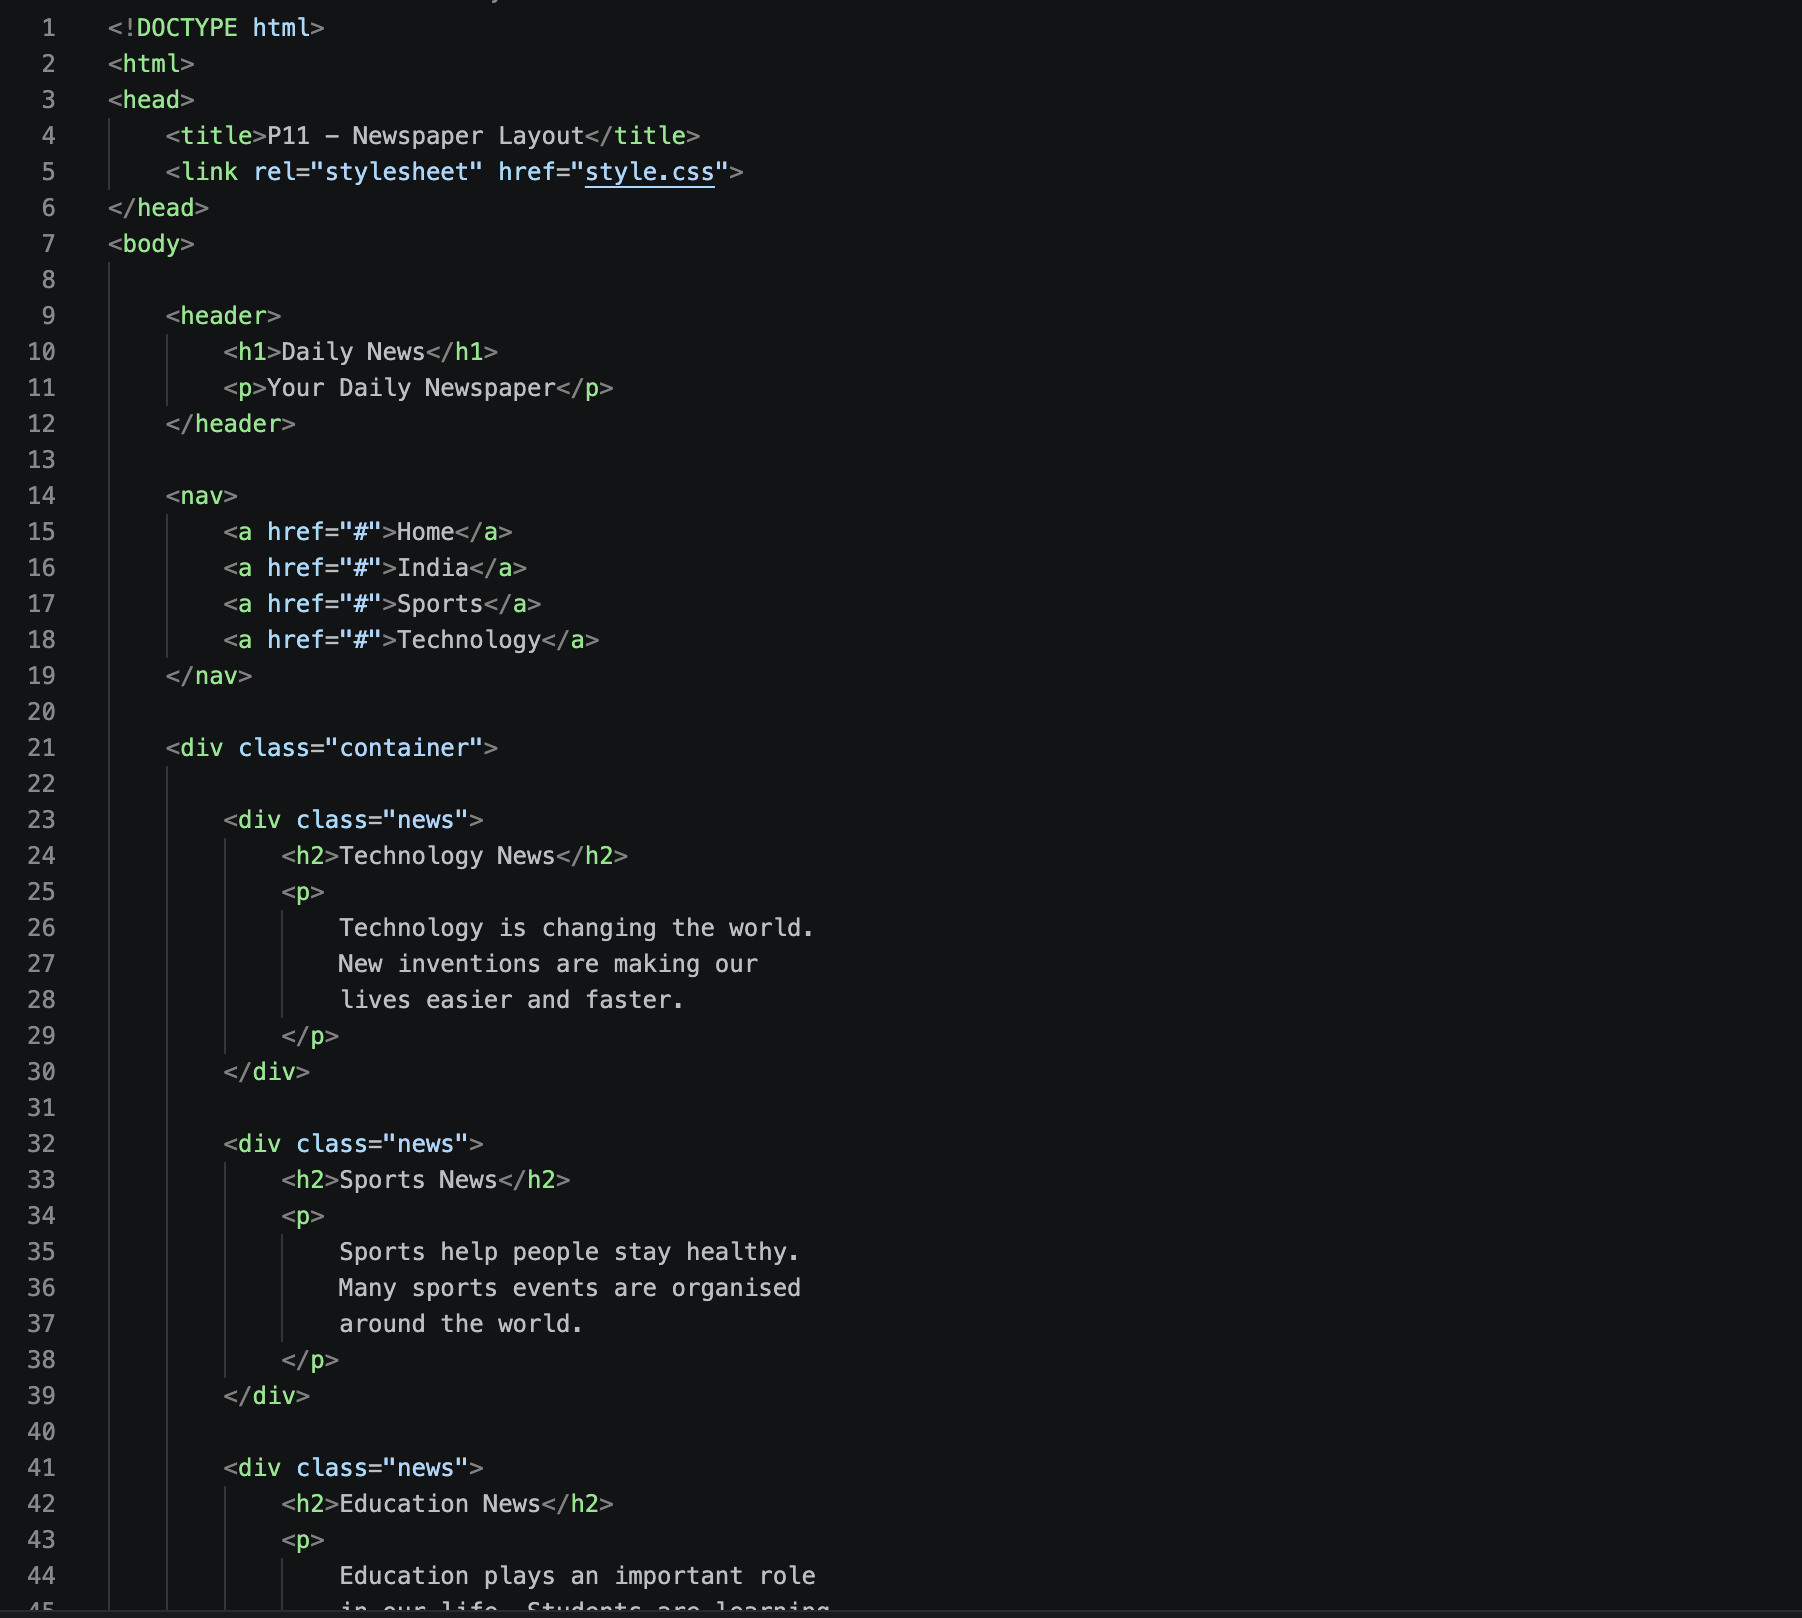 1 <!DOCTYPE html>
2 <html>
3 <head>
4     <title>P11 – Newspaper Layout</title>
5     <link rel="stylesheet" href="style.css">
6 </head>
7 <body>
8
9     <header>
10         <h1>Daily News</h1>
11         <p>Your Daily Newspaper</p>
12     </header>
13
14     <nav>
15         <a href="#">Home</a>
16         <a href="#">India</a>
17         <a href="#">Sports</a>
18         <a href="#">Technology</a>
19     </nav>
20
21     <div class="container">
22
23         <div class="news">
24             <h2>Technology News</h2>
25             <p>
26                 Technology is changing the world.
27                 New inventions are making our
28                 lives easier and faster.
29             </p>
30         </div>
31
32         <div class="news">
33             <h2>Sports News</h2>
34             <p>
35                 Sports help people stay healthy.
36                 Many sports events are organised
37                 around the world.
38             </p>
39         </div>
40
41         <div class="news">
42             <h2>Education News</h2>
43             <p>
44                 Education plays an important role
45                 in our life. Students are learning